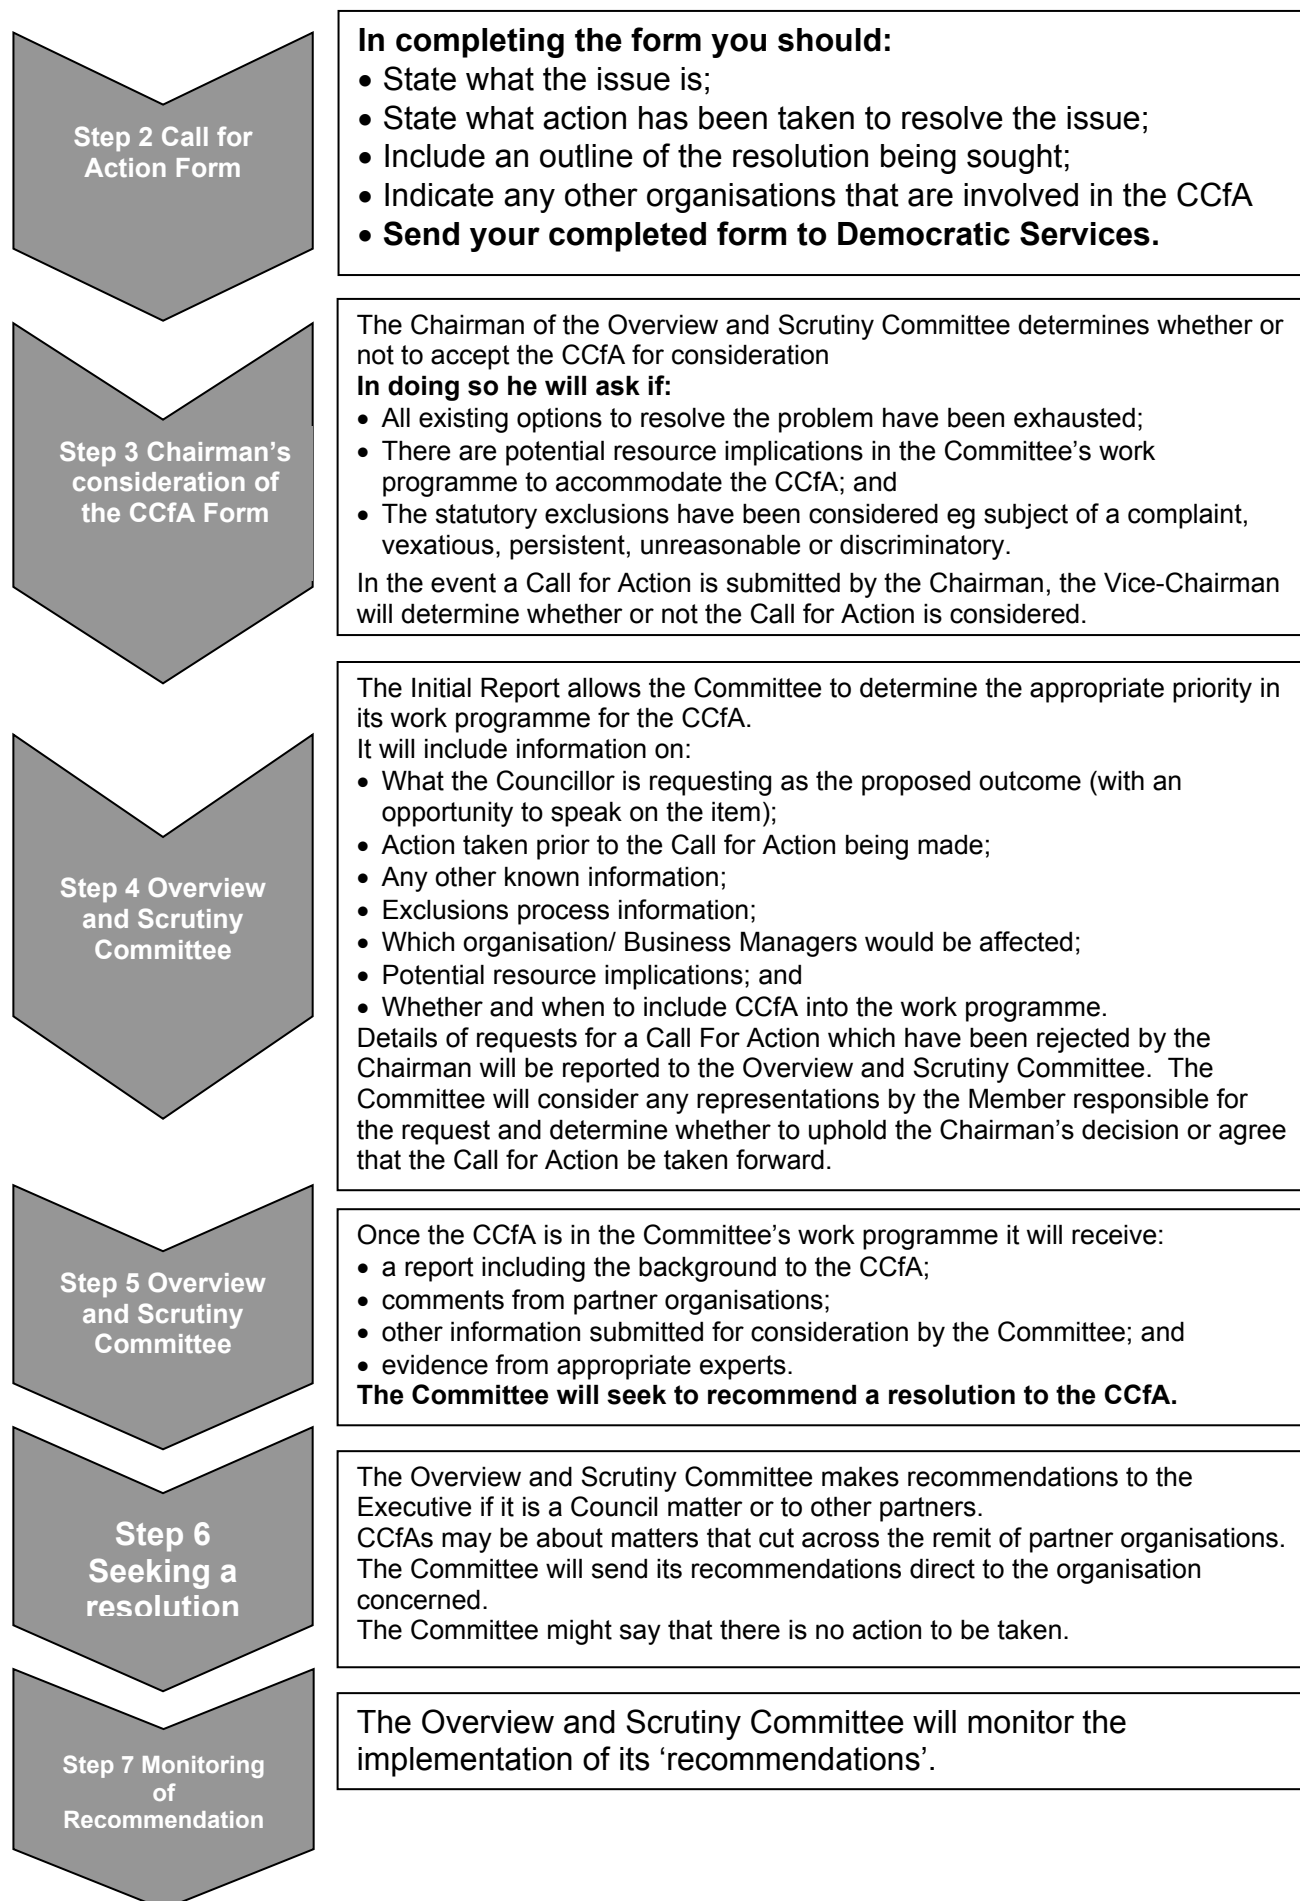 Step 2 Call for
Action Form
In completing the form you should:
• State what the issue is;
• State what action has been taken to resolve the issue;
• Include an outline of the resolution being sought;
• Indicate any other organisations that are involved in the CCfA
• Send your completed form to Democratic Services.
Step 3 Chairman's
consideration of
the CCfA Form
The Chairman of the Overview and Scrutiny Committee determines whether or
not to accept the CCfA for consideration
In doing so he will ask if:
• All existing options to resolve the problem have been exhausted;
• There are potential resource implications in the Committee's work
programme to accommodate the CCfA; and
• The statutory exclusions have been considered eg subject of a complaint,
vexatious, persistent, unreasonable or discriminatory.
In the event a Call for Action is submitted by the Chairman, the Vice-Chairman
will determine whether or not the Call for Action is considered.
Step 4 Overview
and Scrutiny
Committee
The Initial Report allows the Committee to determine the appropriate priority in
its work programme for the CCfA.
It will include information on:
• What the Councillor is requesting as the proposed outcome (with an
opportunity to speak on the item);
• Action taken prior to the Call for Action being made;
• Any other known information;
• Exclusions process information;
• Which organisation/ Business Managers would be affected;
• Potential resource implications; and
• Whether and when to include CCfA into the work programme.
Details of requests for a Call For Action which have been rejected by the
Chairman will be reported to the Overview and Scrutiny Committee.  The
Committee will consider any representations by the Member responsible for
the request and determine whether to uphold the Chairman's decision or agree
that the Call for Action be taken forward.
Step 5 Overview
and Scrutiny
Committee
Once the CCfA is in the Committee's work programme it will receive:
• a report including the background to the CCfA;
• comments from partner organisations;
• other information submitted for consideration by the Committee; and
• evidence from appropriate experts.
The Committee will seek to recommend a resolution to the CCfA.
Step 6
Seeking a
resolution
The Overview and Scrutiny Committee makes recommendations to the
Executive if it is a Council matter or to other partners.
CCfAs may be about matters that cut across the remit of partner organisations.
The Committee will send its recommendations direct to the organisation
concerned.
The Committee might say that there is no action to be taken.
Step 7 Monitoring
of
Recommendation
The Overview and Scrutiny Committee will monitor the
implementation of its 'recommendations'.